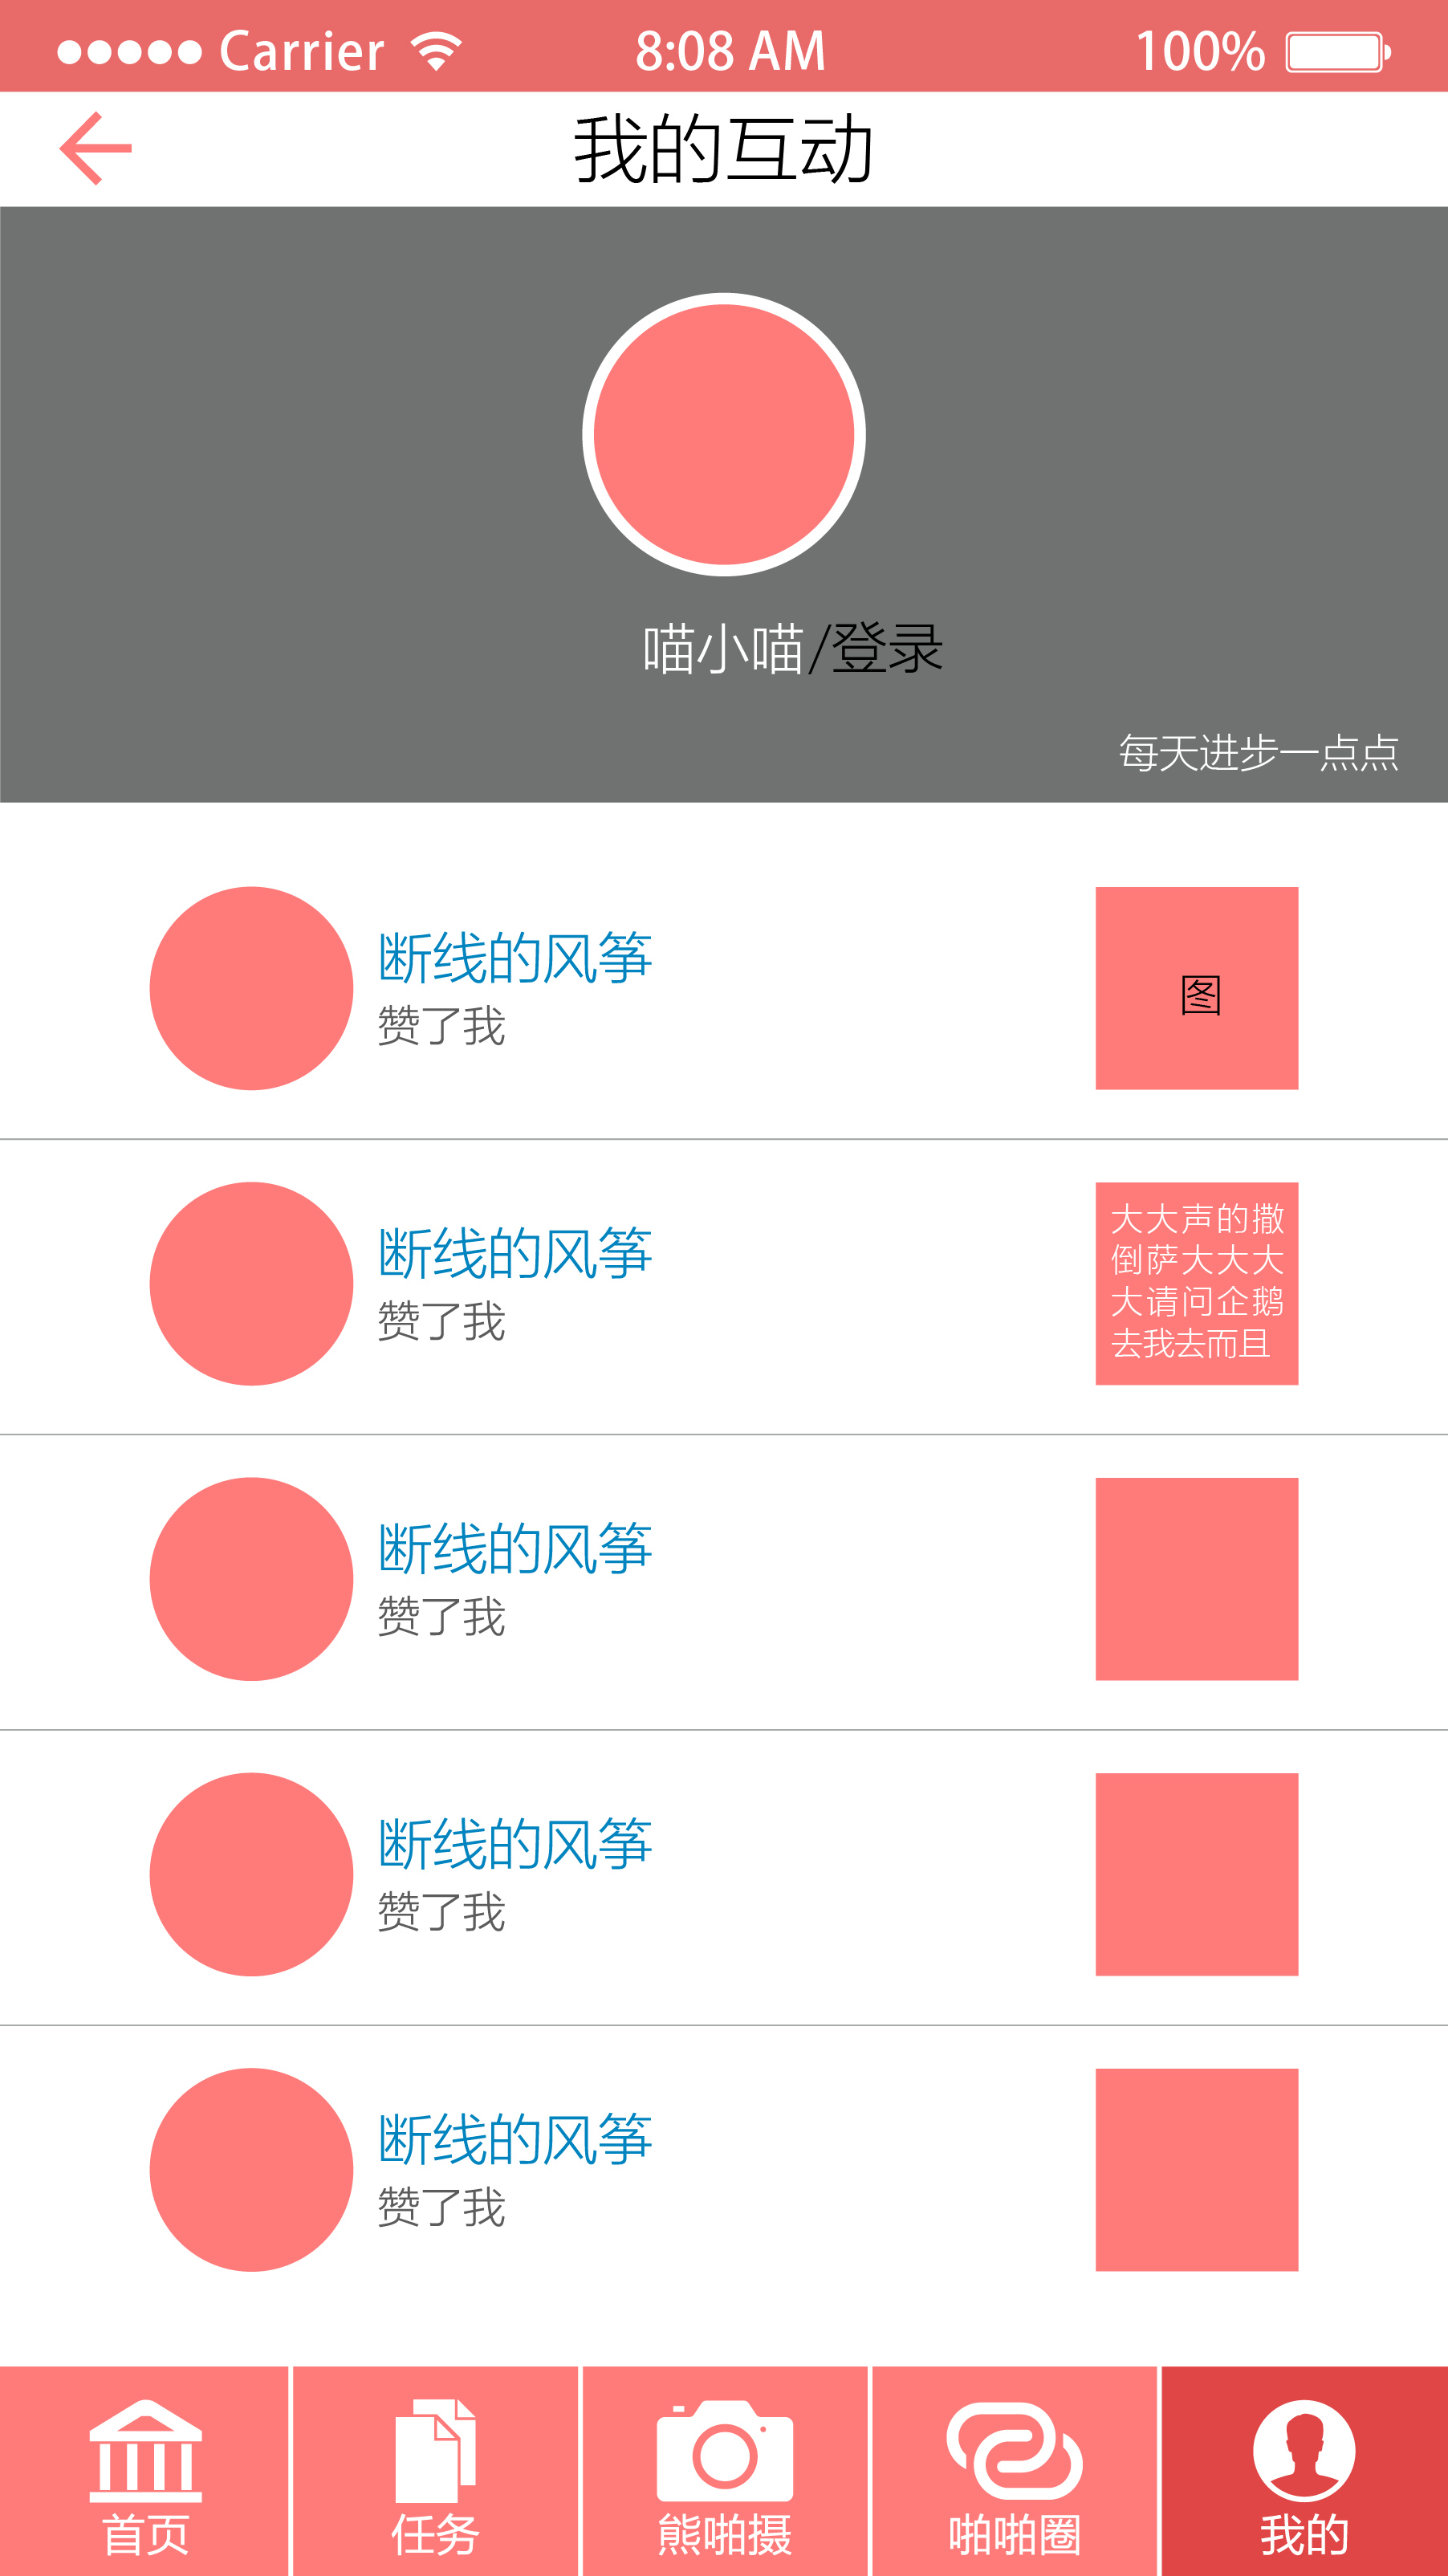 Carrier 8:08 AM 100%
我的互动
喵小喵/登录
每天进步一点点
断线的风筝
赞了我
图
断线的风筝
赞了我
大大声的撒
倒萨大大大
大请问企鹅
去我去而且
断线的风筝
赞了我
断线的风筝
赞了我
断线的风筝
赞了我
首页 任务 熊啪摄 啪啪圈 我的